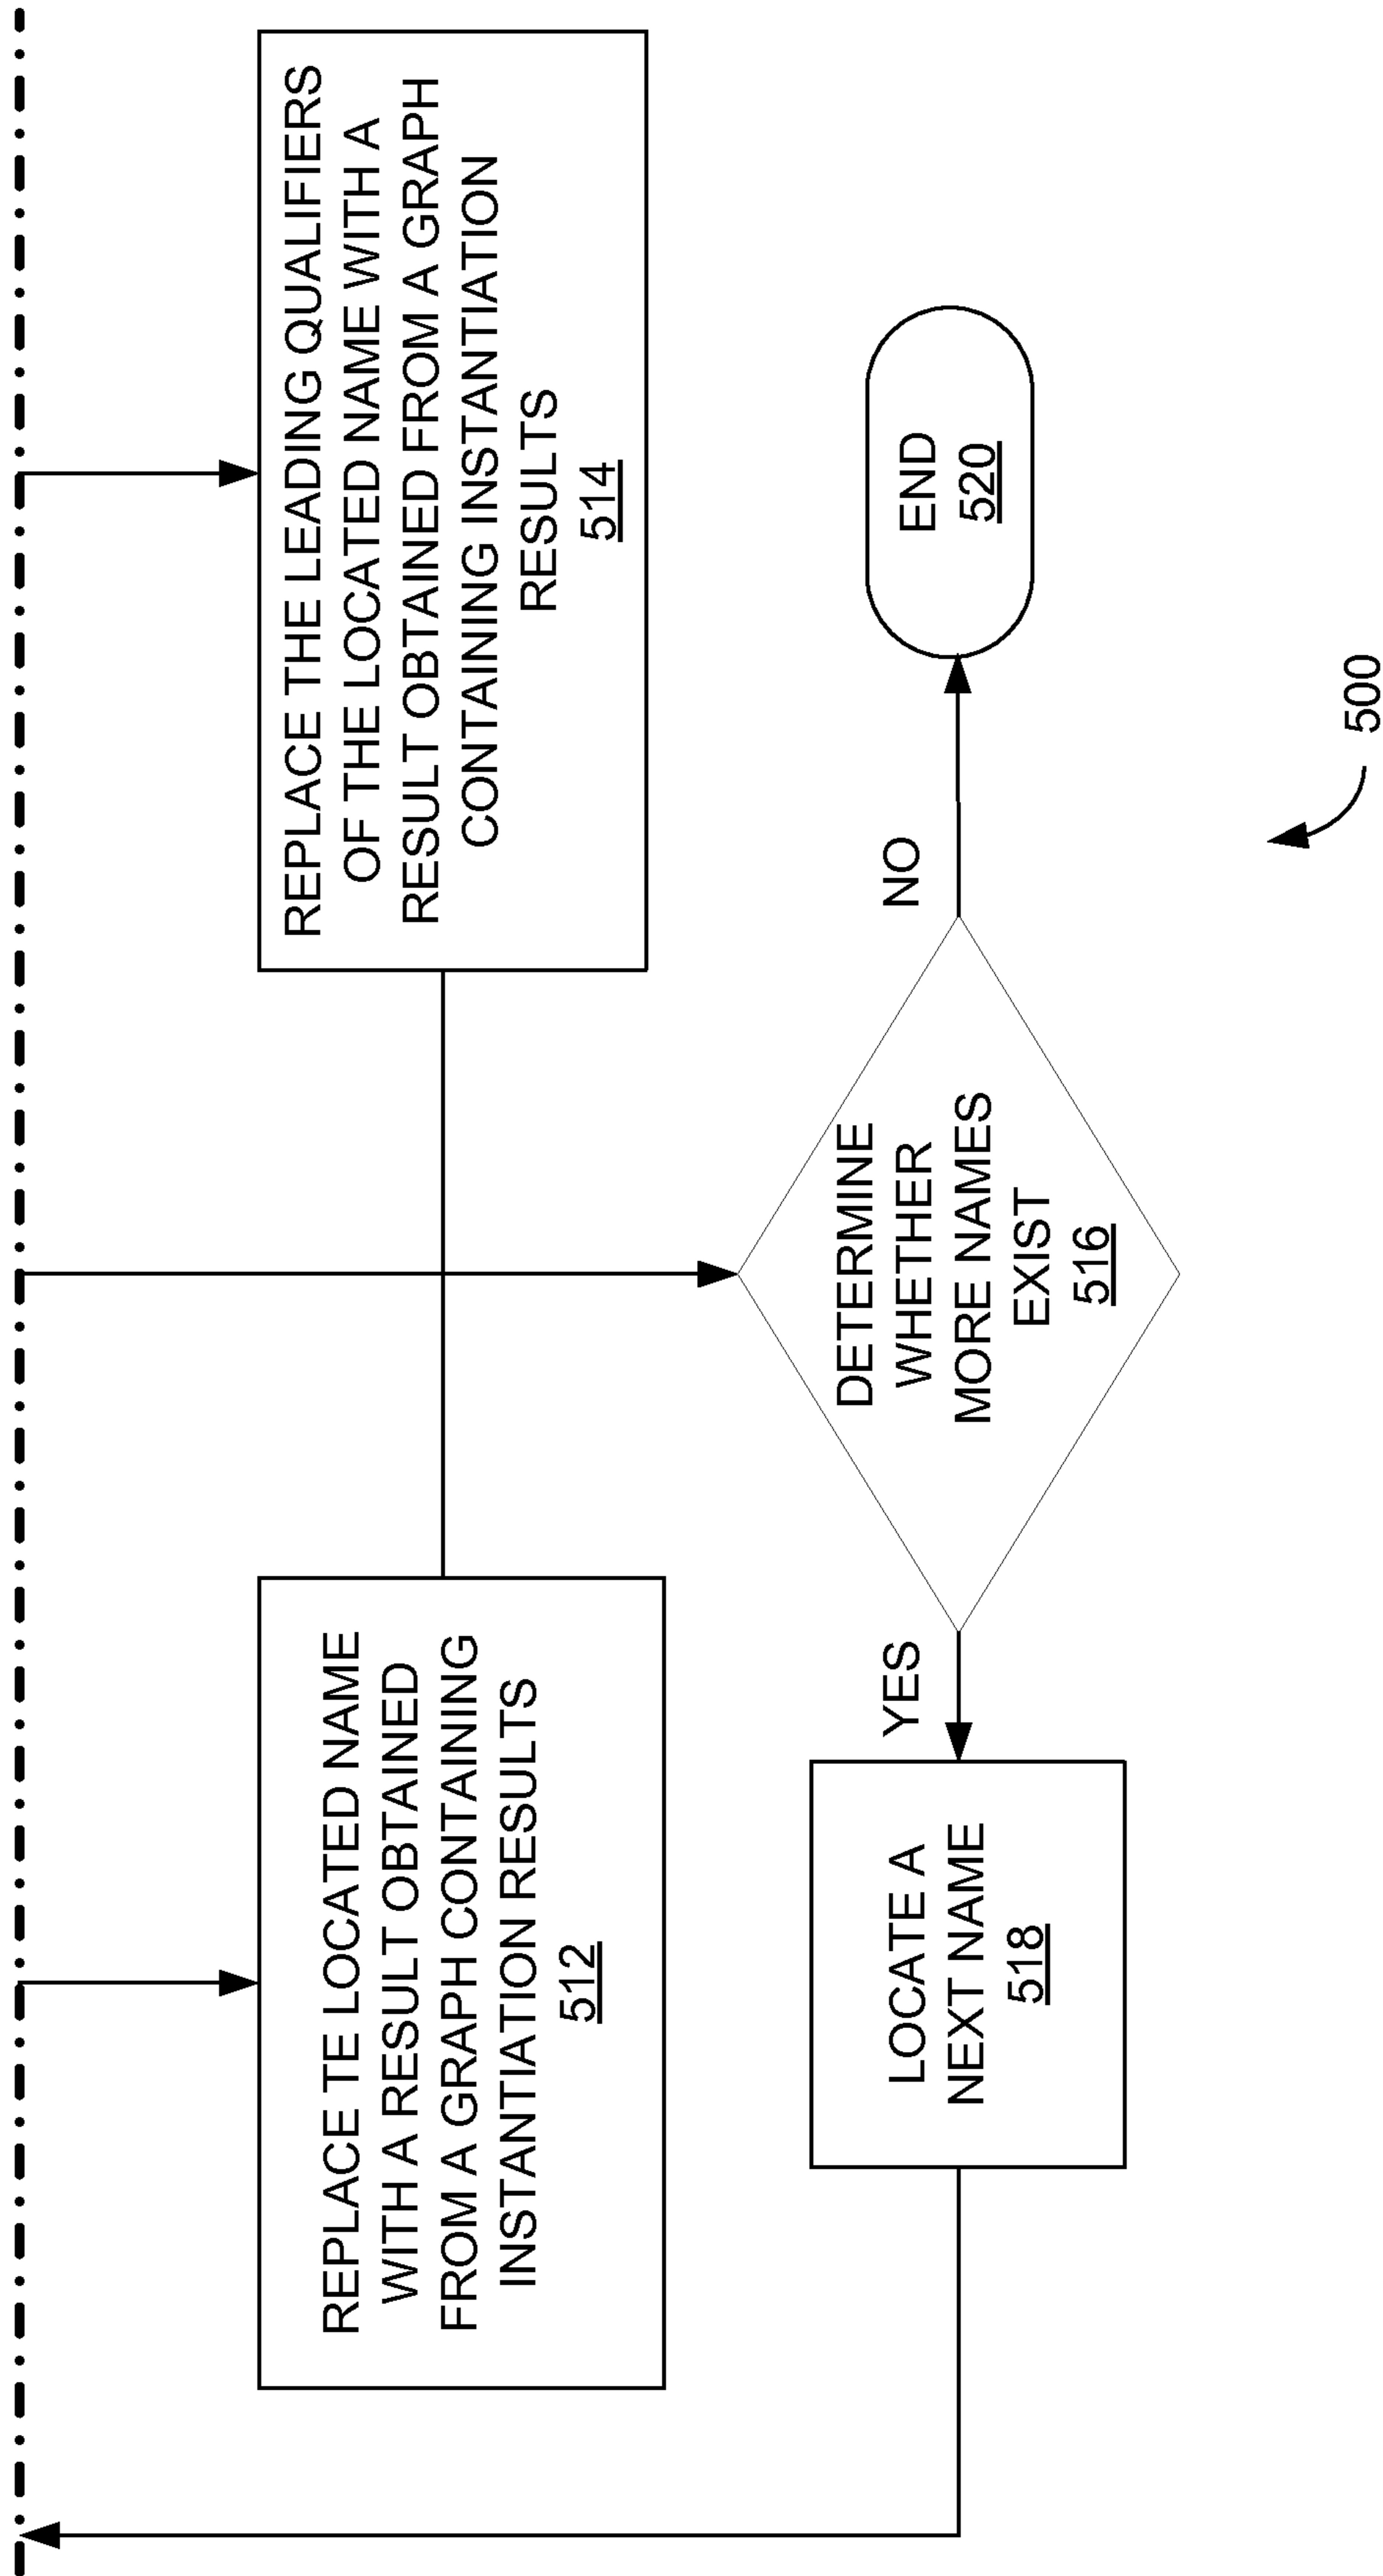 REPLACE TE LOCATED NAME
WITH A RESULT OBTAINED
FROM A GRAPH CONTAINING
INSTANTIATION RESULTS
512
REPLACE THE LEADING QUALIFIERS
OF THE LOCATED NAME WITH A
RESULT OBTAINED FROM A GRAPH
CONTAINING INSTANTIATION
RESULTS
514
DETERMINE
WHETHER
MORE NAMES
EXIST
516
YES
NO
LOCATE A
NEXT NAME
518
END
520
500